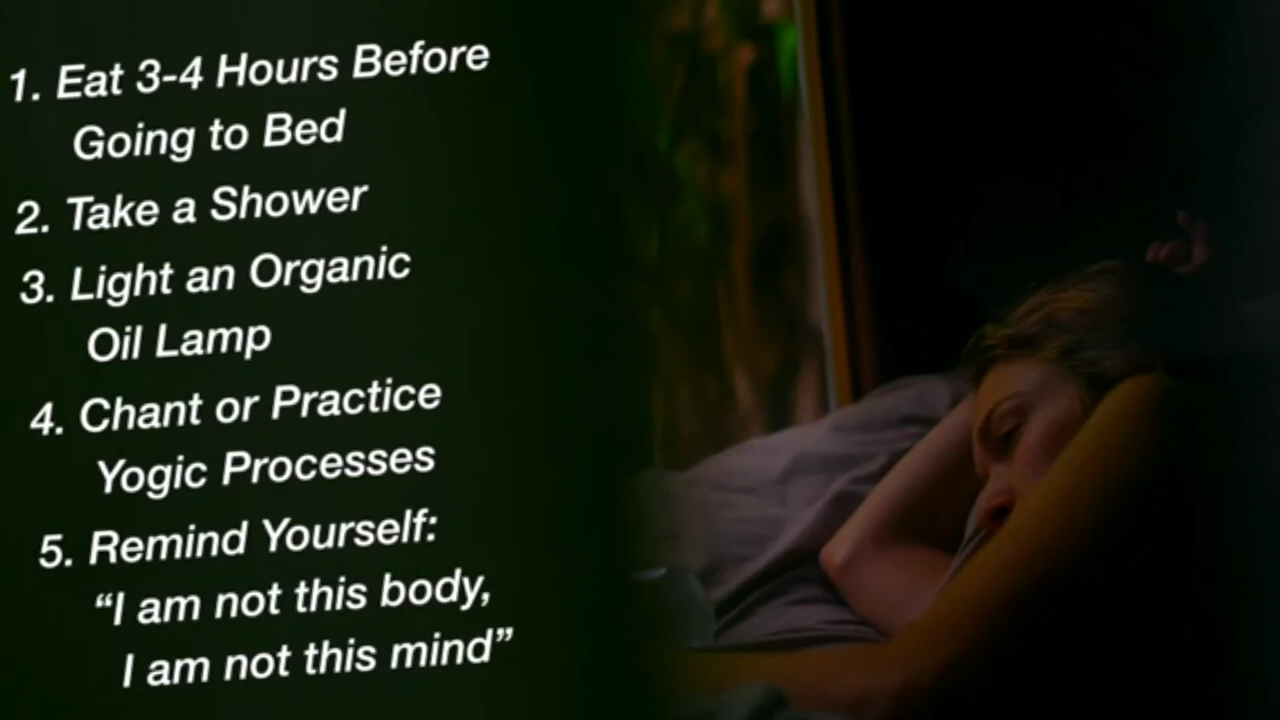 1. Eat 3-4 Hours Before
Going to Bed
2. Take a Shower
3. Light an Organic
Oil Lamp
4. Chant or Practice
Yogic Processes
5. Remind Yourself:
“I am not this body,
I am not this mind”